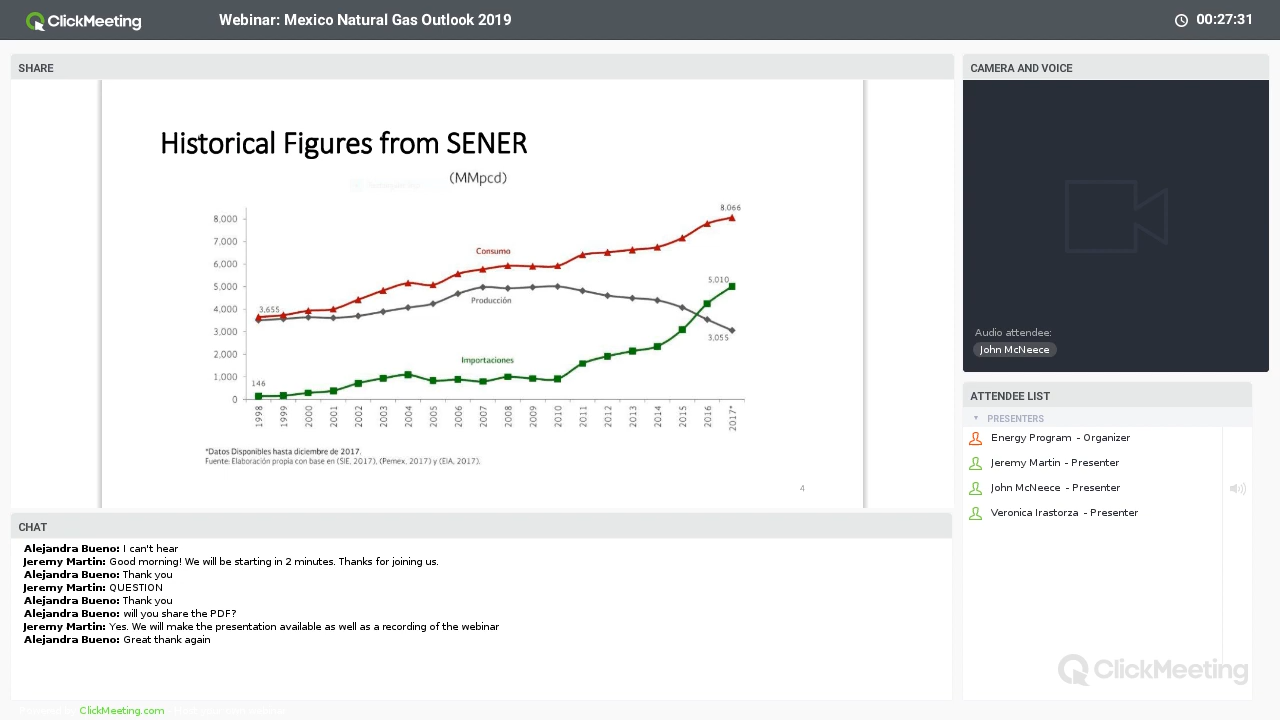 ClickMeeting
Webinar: Mexico Natural Gas Outlook 2019
00:27:31
SHARE
Historical Figures from SENER
(MMpcd)
8,000
7,000
6,000
5,000
4,000
3,000
2,000
1,000
0
3,655
146
Consumo
Producción
Importaciones
8,066
5,010
3,055
1998
1999
2000
2001
2002
2003
2004
2005
2006
2007
2008
2009
2010
2011
2012
2013
2014
2015
2016
2017*
*Datos Disponibles hasta diciembre de 2017.
Fuente: Elaboración propia con base en (SIE, 2017), (Pemex, 2017) y (EIA, 2017).
4
CAMERA AND VOICE
Audio attendee:
John McNeece
ATTENDEE LIST
PRESENTERS
Energy Program - Organizer
Jeremy Martin - Presenter
John McNeece - Presenter
Veronica Irastorza - Presenter
CHAT
Alejandra Bueno: I can't hear
Jeremy Martin: Good morning! We will be starting in 2 minutes. Thanks for joining us.
Alejandra Bueno: Thank you
Jeremy Martin: QUESTION
Alejandra Bueno: Thank you
Alejandra Bueno: will you share the PDF?
Jeremy Martin: Yes. We will make the presentation available as well as a recording of the webinar
Alejandra Bueno: Great thank again
ClickMeeting
ClickMeeting.com